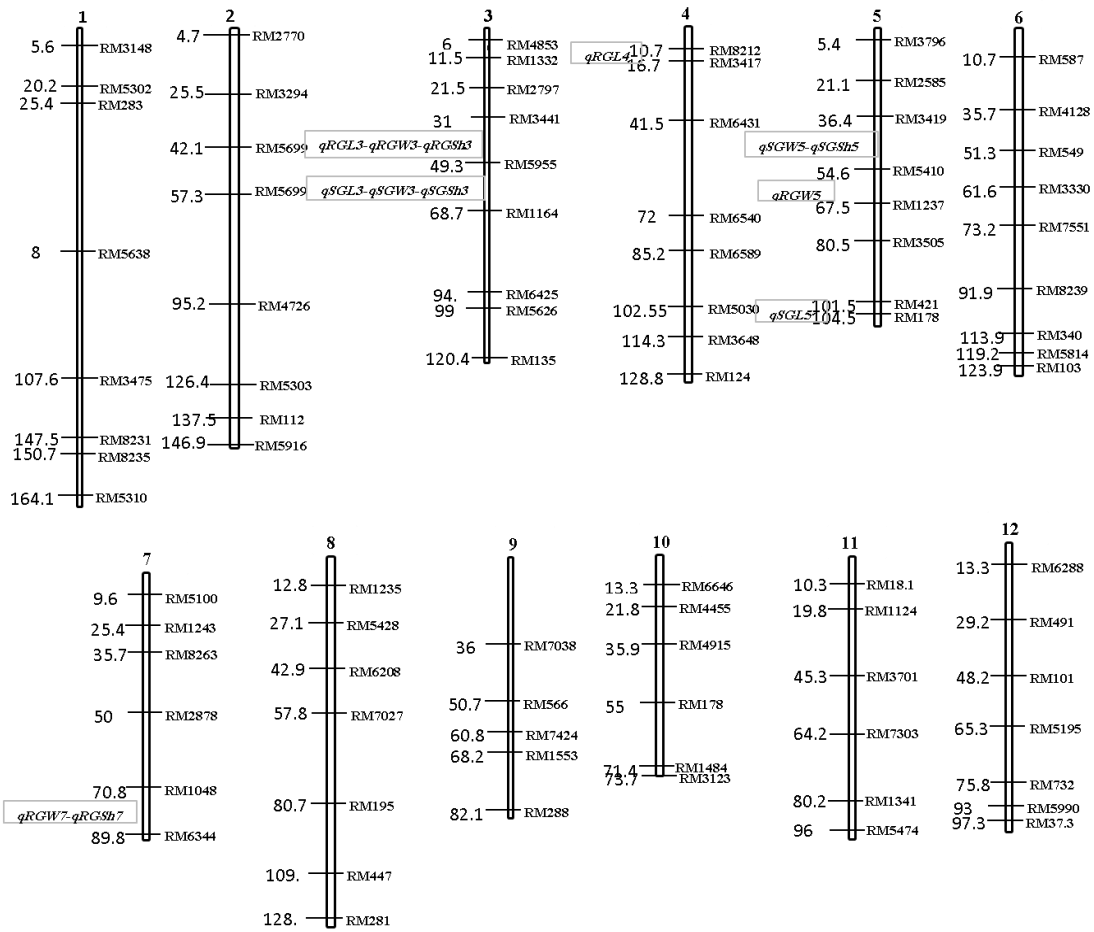 1
5.6 RM3148
20.2 RM5302
25.4 RM283
8 RM5638
107.6 RM3475
147.5 RM8231
150.7 RM8235
164.1 RM5310
2
4.7 RM2770
25.5 RM3294
42.1 RM5699
57.3 RM5699
95.2 RM4726
126.4 RM5303
137.5 RM112
146.9 RM5916
3
6 RM4853
11.5 RM1332
21.5 RM2797
31 RM3441
qRGL3-qRGW3-qRGSh3
49.3 RM5955
qSGL3-qSGW3-qSGSh3
68.7 RM1164
94. RM6425
99 RM5626
120.4 RM135
4
qRGL4 10.7 RM8212
16.7 RM3417
41.5 RM6431
72 RM6540
85.2 RM6589
102.55 RM5030
114.3 RM3648
128.8 RM124
5
5.4 RM3796
21.1 RM2585
36.4 RM3419
qSGW5-qSGSh5
54.6 RM5410
qRGW5
67.5 RM1237
80.5 RM3505
qSGL5 101.5 RM421
104.5 RM178
6
10.7 RM587
35.7 RM4128
51.3 RM549
61.6 RM3330
73.2 RM7551
91.9 RM8239
113.9 RM340
119.2 RM5814
123.9 RM103
7
9.6 RM5100
25.4 RM1243
35.7 RM8263
50 RM2878
70.8 RM1048
qRGW7-qRGSh7
89.8 RM6344
8
12.8 RM1235
27.1 RM5428
42.9 RM6208
57.8 RM7027
80.7 RM195
109. RM447
128. RM281
9
36 RM7038
50.7 RM566
60.8 RM7424
68.2 RM1553
82.1 RM288
10
13.3 RM6646
21.8 RM4455
35.9 RM4915
55 RM178
71.4 RM1484
73.7 RM3123
11
10.3 RM18.1
19.8 RM1124
45.3 RM3701
64.2 RM7303
80.2 RM1341
96 RM5474
12
13.3 RM6288
29.2 RM491
48.2 RM101
65.3 RM5195
75.8 RM732
93 RM5990
97.3 RM37.3